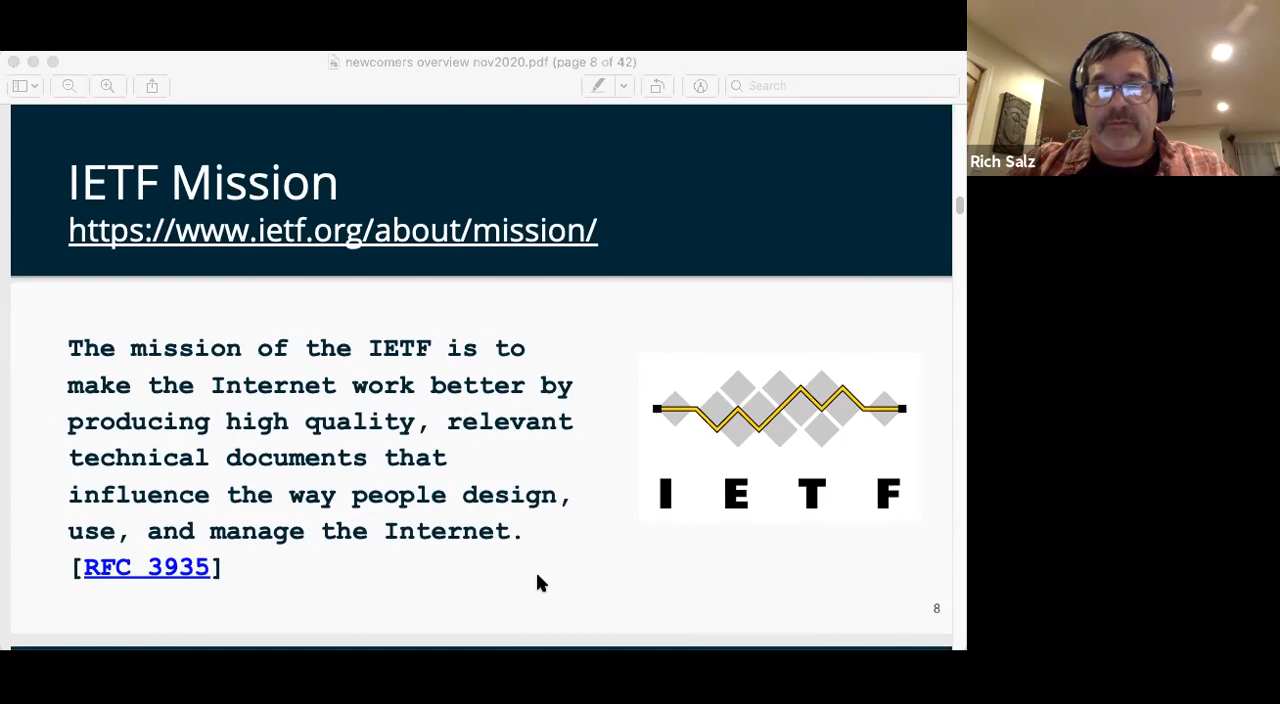 newcomers overview nov2020.pdf (page 8 of 42)
Search
IETF Mission
https://www.ietf.org/about/mission/
The mission of the IETF is to
make the Internet work better by
producing high quality, relevant
technical documents that
influence the way people design,
use, and manage the Internet.
[RFC 3935]
I E T F
8
Rich Salz